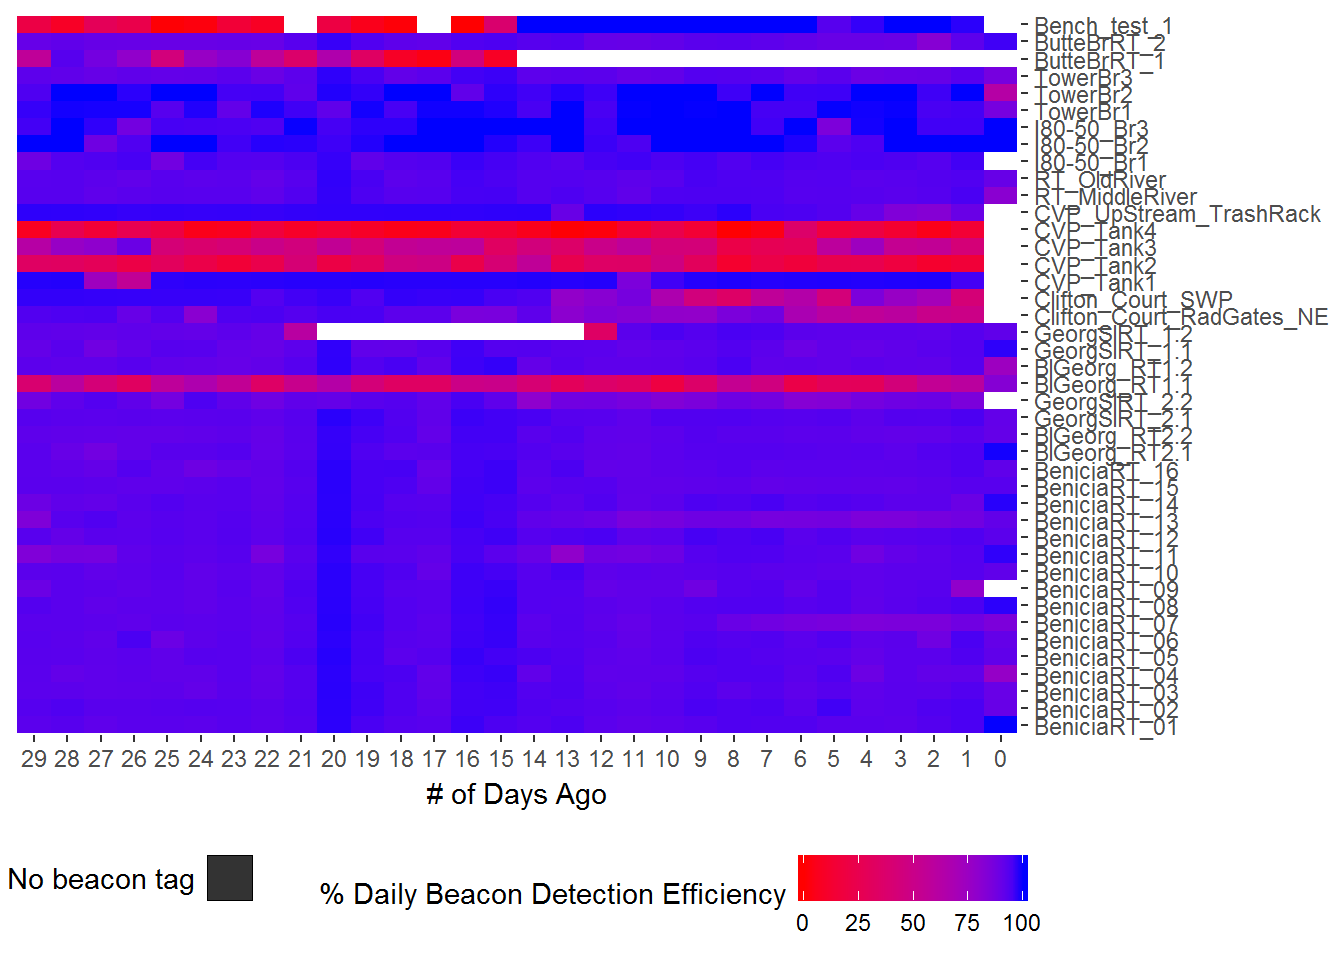 Bench_test_1
ButteBrRT_2
ButteBrRT_1
TowerBr3
TowerBr2
TowerBr1
I80-50_Br3
I80-50_Br2
I80-50_Br1
RT_OldRiver
RT_MiddleRiver
CVP_UpStream_TrashRack
CVP_Tank4
CVP_Tank3
CVP_Tank2
CVP_Tank1
Clifton_Court_SWP
Clifton_Court_RadGates_NE
GeorgSlRT_1.2
GeorgSlRT_1.1
BlGeorg_RT1.2
BlGeorg_RT1.1
GeorgSlRT_2.2
GeorgSlRT_2.1
BlGeorg_RT2.2
BlGeorg_RT2.1
BeniciaRT_16
BeniciaRT_15
BeniciaRT_14
BeniciaRT_13
BeniciaRT_12
BeniciaRT_11
BeniciaRT_10
BeniciaRT_09
BeniciaRT_08
BeniciaRT_07
BeniciaRT_06
BeniciaRT_05
BeniciaRT_04
BeniciaRT_03
BeniciaRT_02
BeniciaRT_01
29 28 27 26 25 24 23 22 21 20 19 18 17 16 15 14 13 12 11 10 9 8 7 6 5 4 3 2 1 0
# of Days Ago
No beacon tag
% Daily Beacon Detection Efficiency
0 25 50 75 100